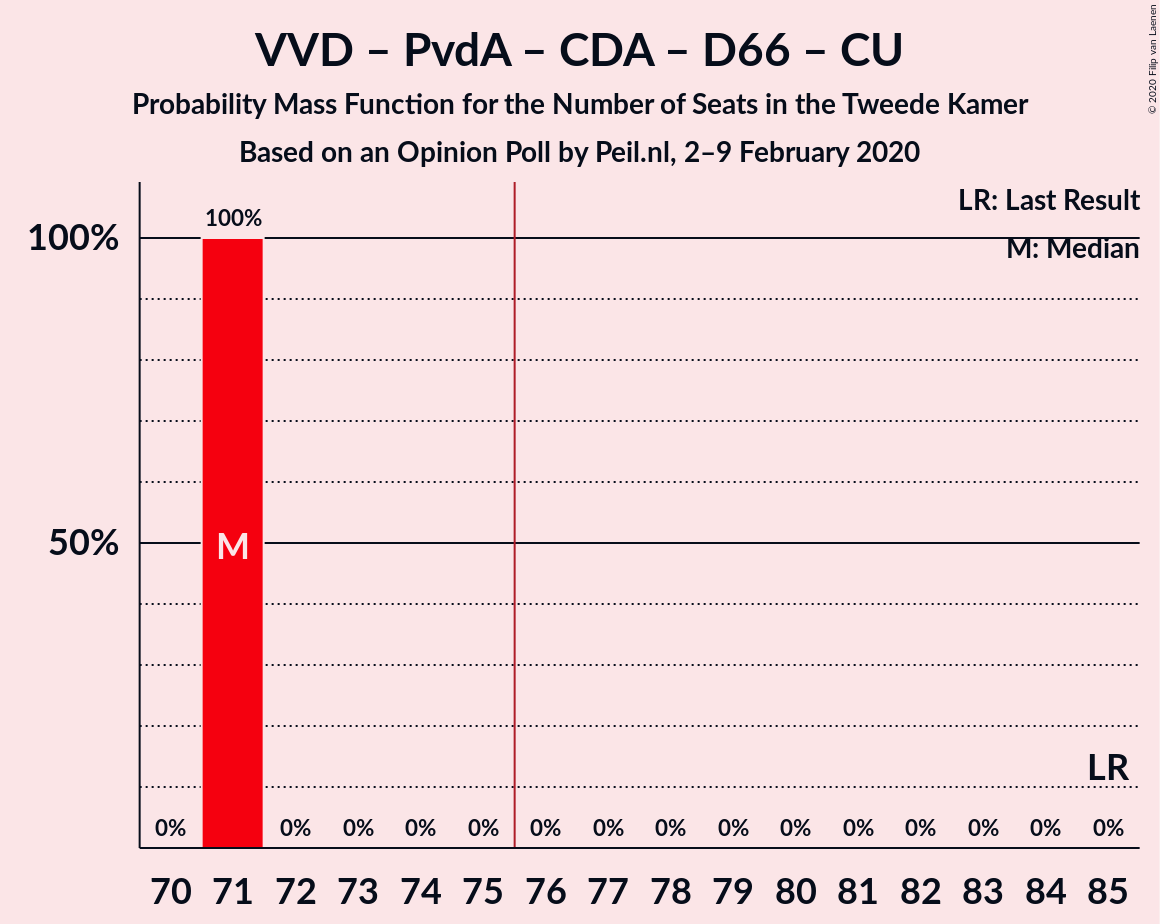 VVD – PvdA – CDA – D66 – CU
Probability Mass Function for the Number of Seats in the Tweede Kamer
Based on an Opinion Poll by Peil.nl, 2–9 February 2020
© 2020 Filip van Laenen
LR: Last Result
M: Median
100%
100%
50%
M
LR
0% 0% 0% 0% 0% 0% 0% 0% 0% 0% 0% 0% 0% 0% 0%
70 71 72 73 74 75 76 77 78 79 80 81 82 83 84 85